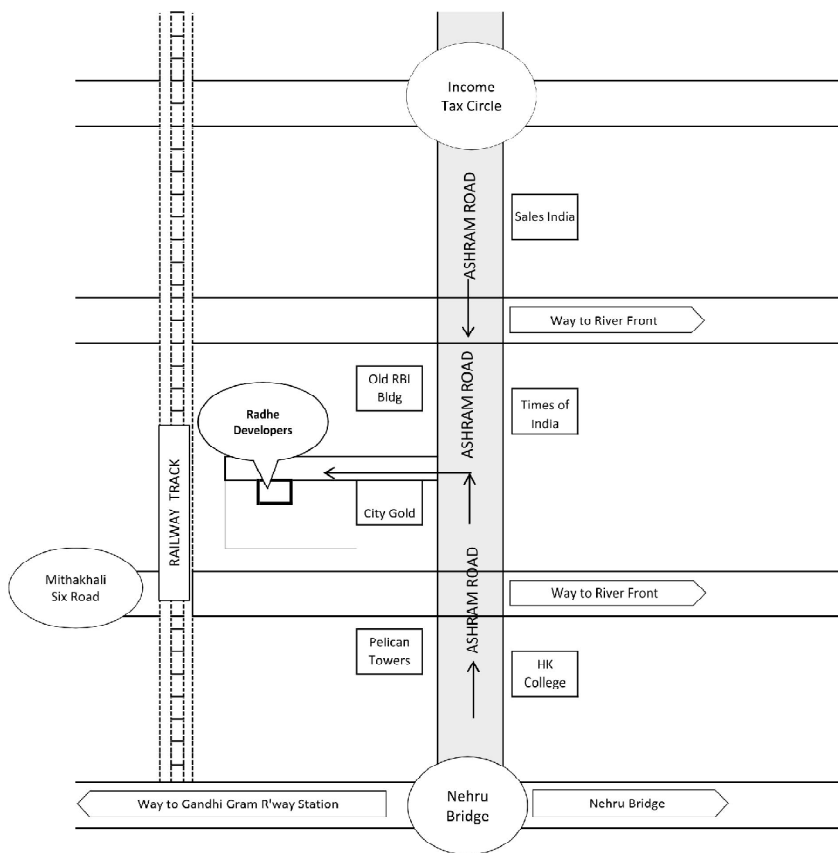 Income
Tax Circle
ASHRAM ROAD
Sales India
Way to River Front
Old RBI
Bldg
ASHRAM ROAD
Times of
India
Radhe
Developers
RAILWAY TRACK
City Gold
ASHRAM ROAD
Mithakhali
Six Road
Way to River Front
Pelican
Towers
HK
College
Way to Gandhi Gram R'way Station
Nehru
Bridge
Nehru Bridge